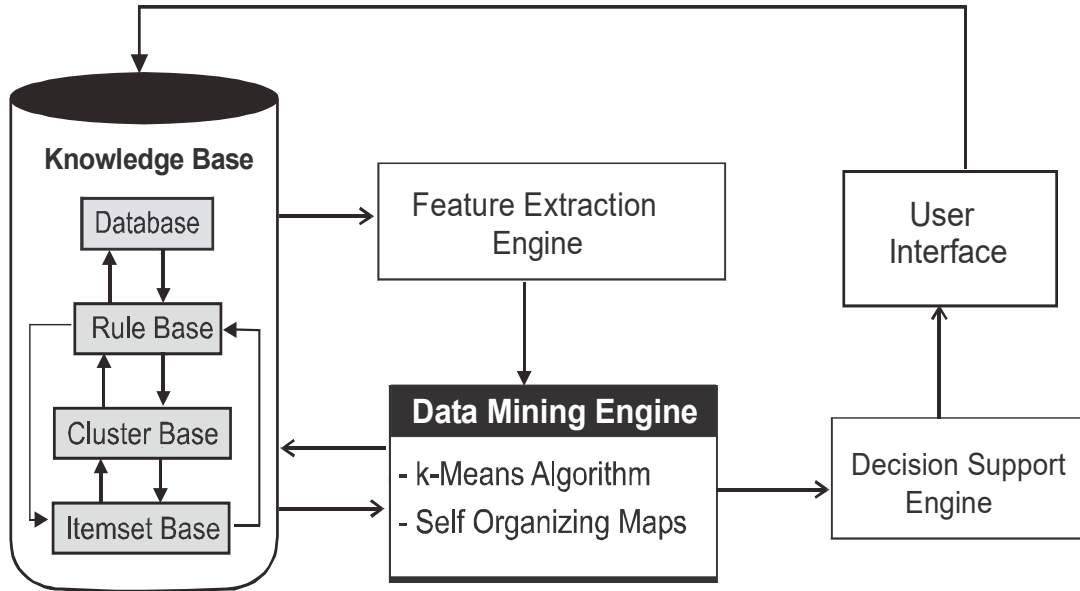 Knowledge Base
Database
Rule Base
Cluster Base
Itemset Base
Feature Extraction
Engine
Data Mining Engine
- k-Means Algorithm
- Self Organizing Maps
User
Interface
Decision Support
Engine